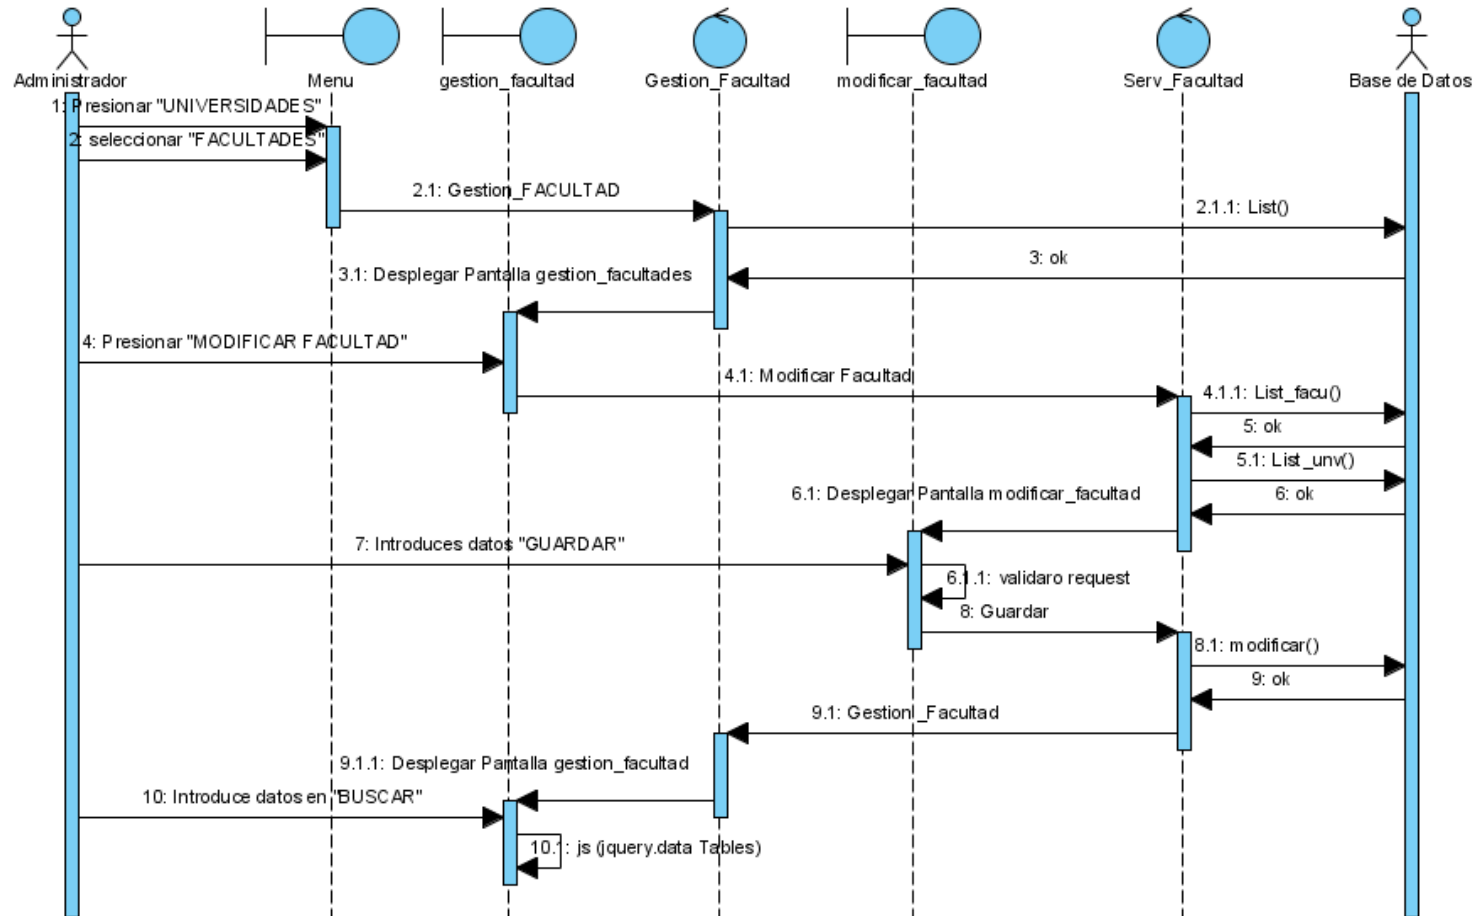 Administrador
Menu
gestion_facultad
Gestion_Facultad
modificar_facultad
Serv_Facultad
Base de Datos
1: Presionar "UNIVERSIDADES"
2: seleccionar "FACULTADES"
2.1: Gestion_FACULTAD
2.1.1: List()
3: ok
3.1: Desplegar Pantalla gestion_facultades
4: Presionar "MODIFICAR FACULTAD"
4.1: Modificar Facultad
4.1.1: List_facu()
5: ok
5.1: List_unv()
6.1: Desplegar Pantalla modificar_facultad
6: ok
7: Introduces datos "GUARDAR"
6.1.1: validaro request
8: Guardar
8.1: modificar()
9: ok
9.1: Gestion_Facultad
9.1.1: Desplegar Pantalla gestion_facultad
10: Introduce datos en "BUSCAR"
10.1: js (jquery.data Tables)